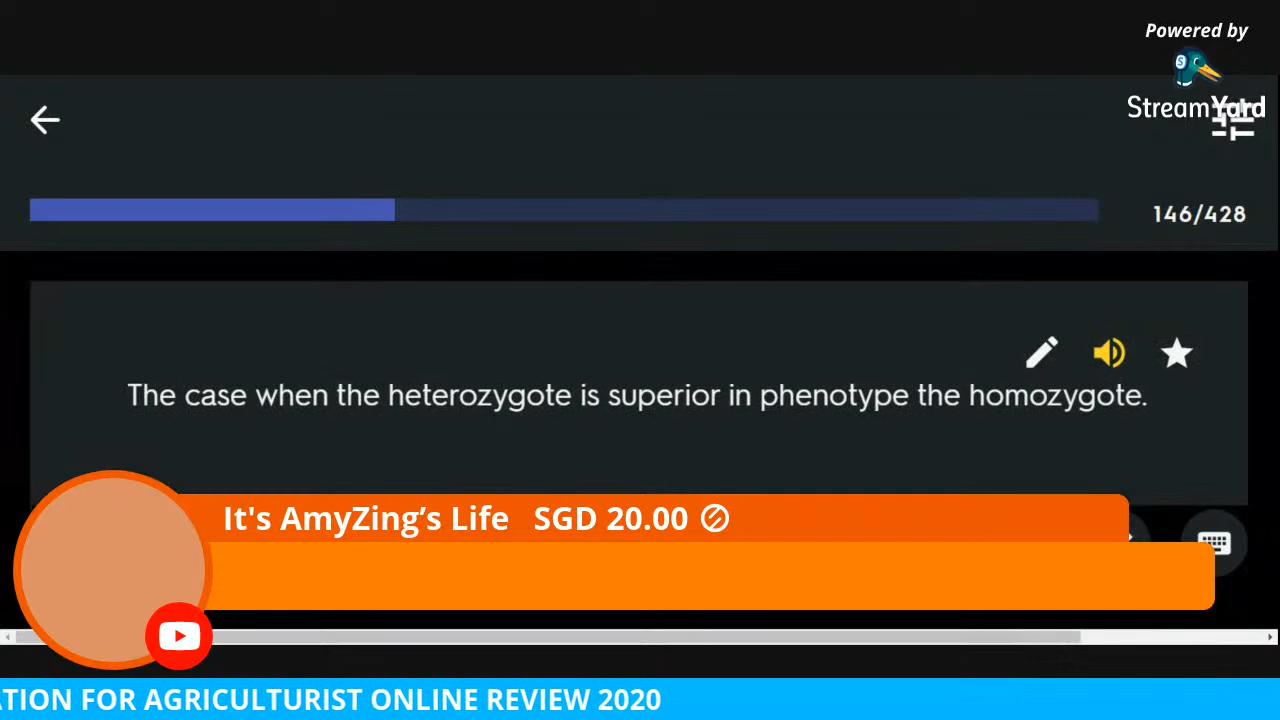 Powered by
StreamYard
146/428
The case when the heterozygote is superior in phenotype the homozygote.
It's AmyZing’s Life SGD 20.00
ATION FOR AGRICULTURIST ONLINE REVIEW 2020